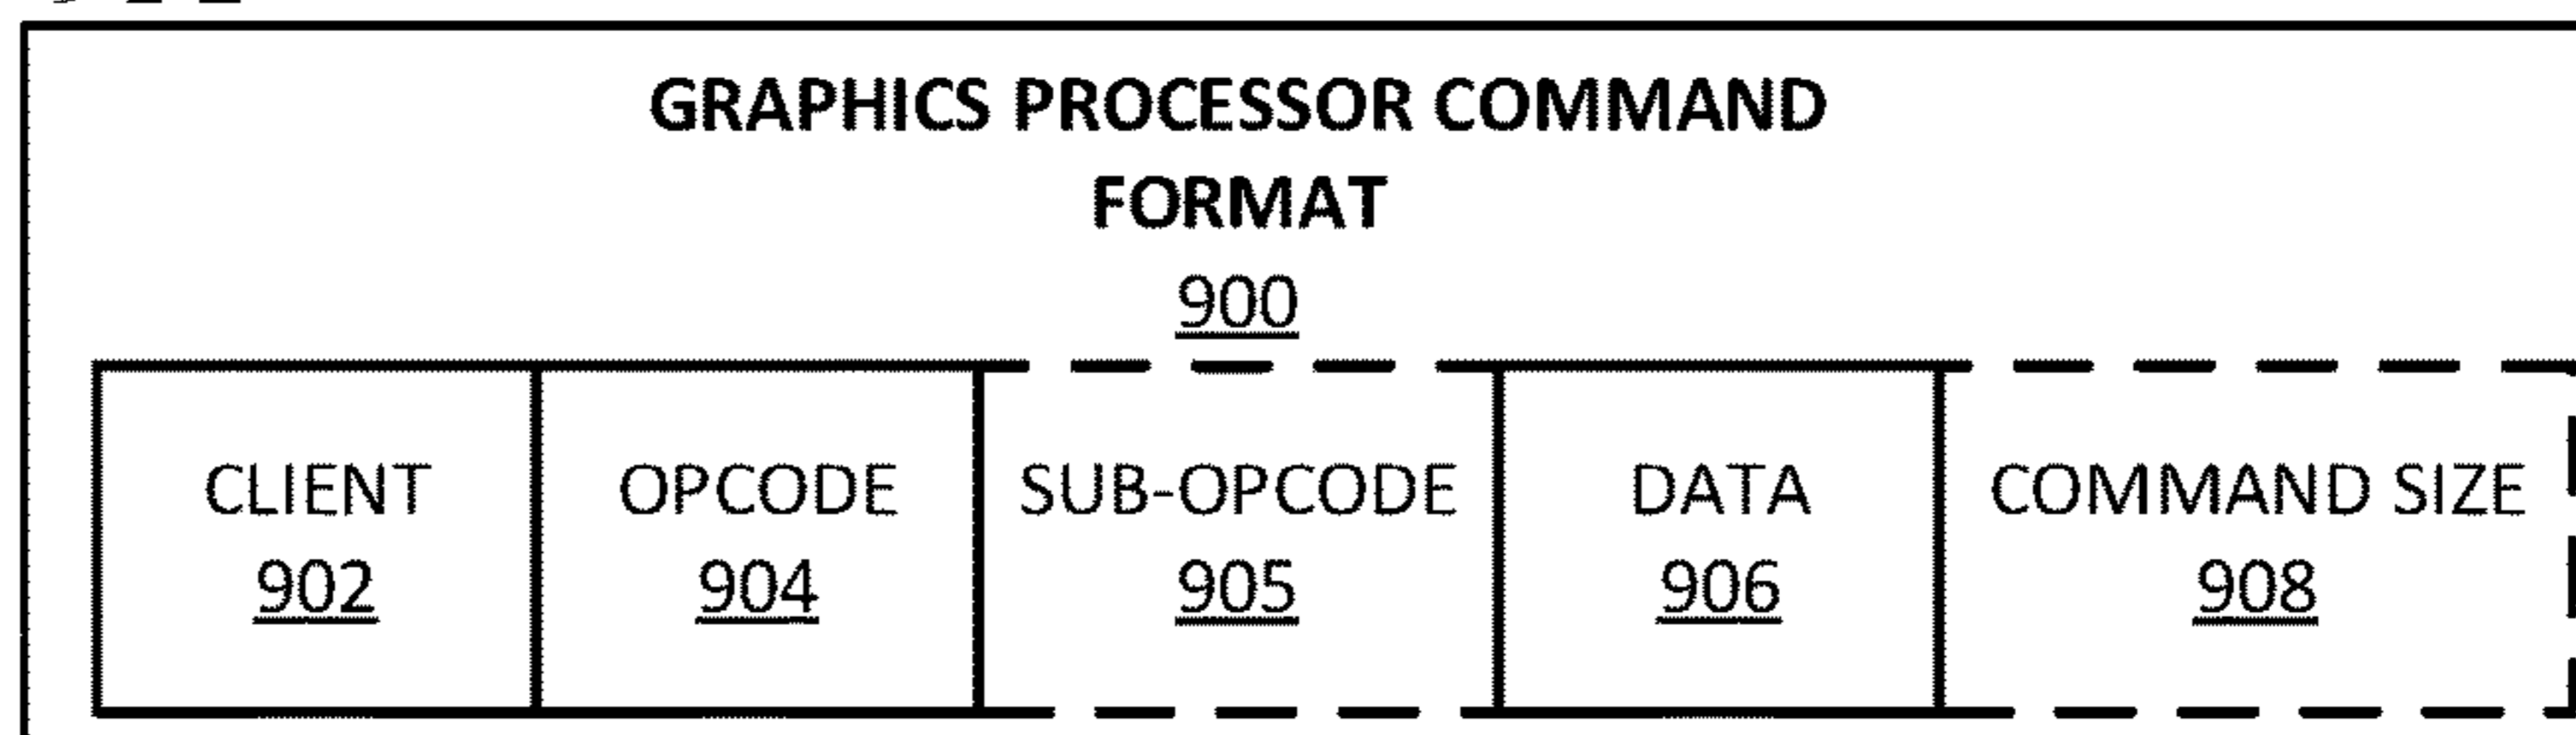 GRAPHICS PROCESSOR COMMAND
FORMAT
900
CLIENT OPCODE SUB-OPCODE DATA COMMAND SIZE
902 904 905 906 908